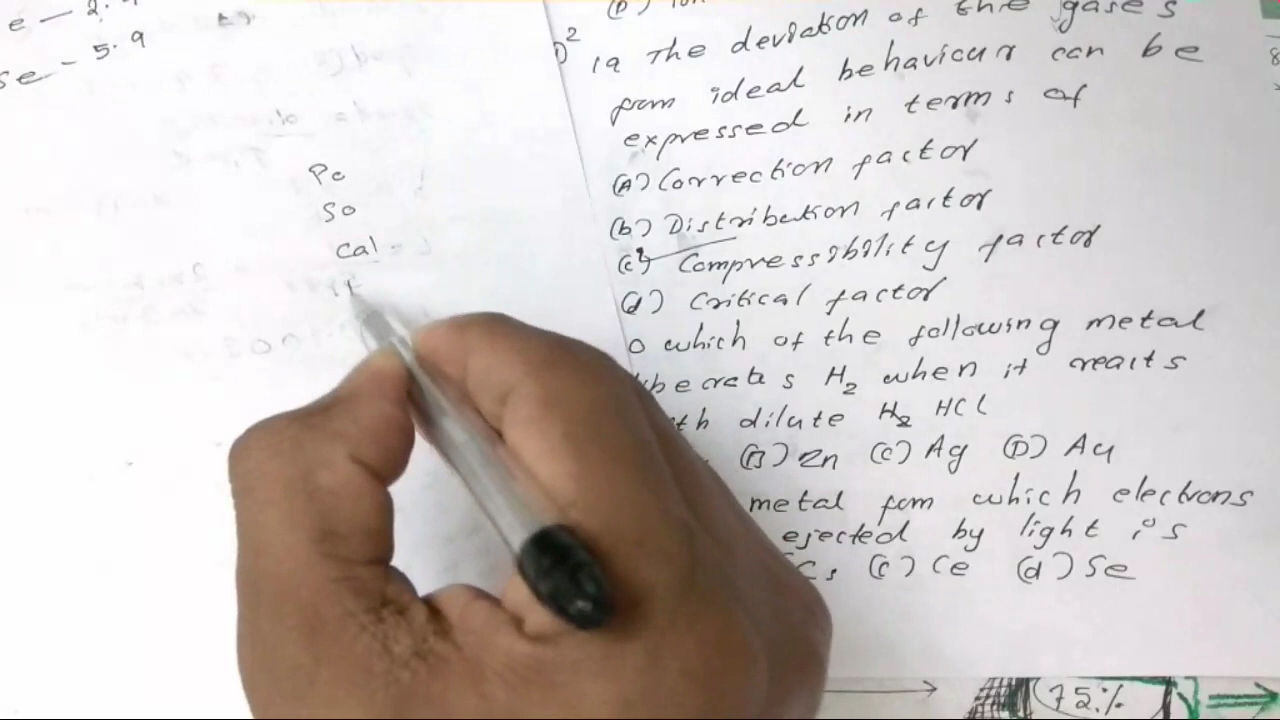 e - 2.
se - 5.9
Pe
So
Cal
19 The deviation of the gases
from ideal behaviour can be
expressed in terms of
(A) Correction factor
(b) Distribution factor
(c) Compressibility factor
(d) Critical factor
o which of the following metal
liberates H2 when it reacts
th dilute H2 HCl
(B) Zn (C) Ag (D) Au
metal from which electrons
ejected by light is
Cs (c) Ce (d) Se
75%